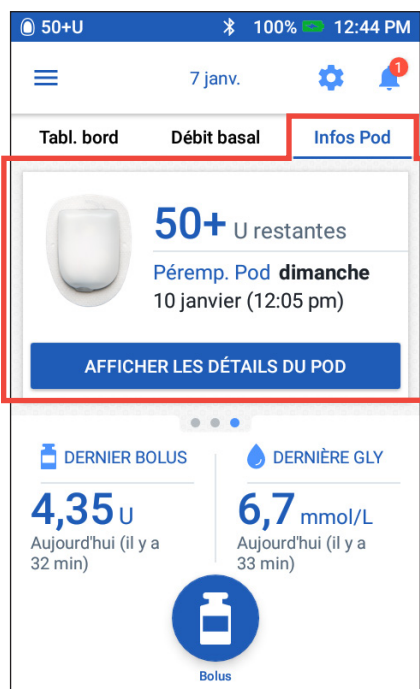 50+U 100% 12:44 PM
7 janv. 1
Tabl. bord Débit basal Infos Pod
50+ U restantes
Péremp. Pod dimanche
10 janvier (12:05 pm)
AFFICHER LES DÉTAILS DU POD
DERNIER BOLUS
4,35 U
Aujourd'hui (il y a
32 min)
DERNIÈRE GLY
6,7 mmol/L
Aujourd'hui (il y a
33 min)
Bolus